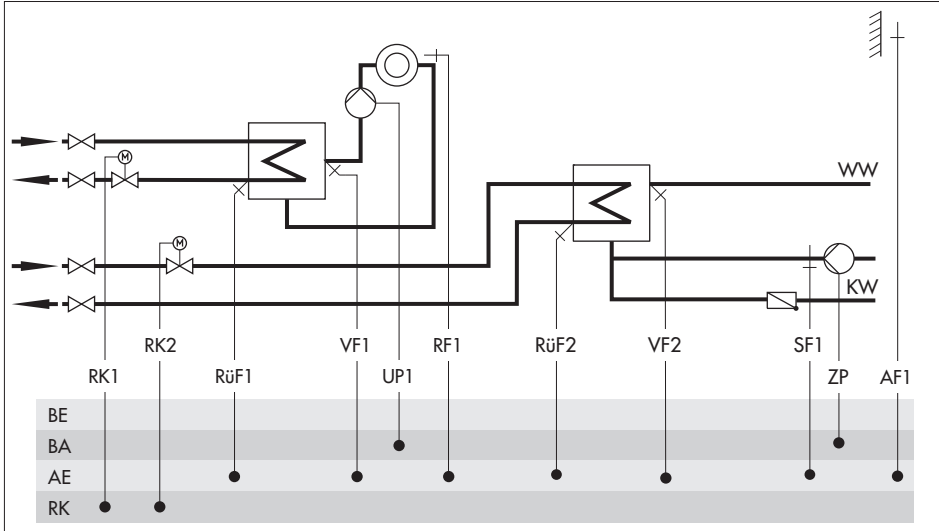 M
WW
M
KW
RK2 VF1 RF1 RüF2 VF2 SF1
RK1 RüF1 UP1 ZP AF1
BE
BA
AE
RK